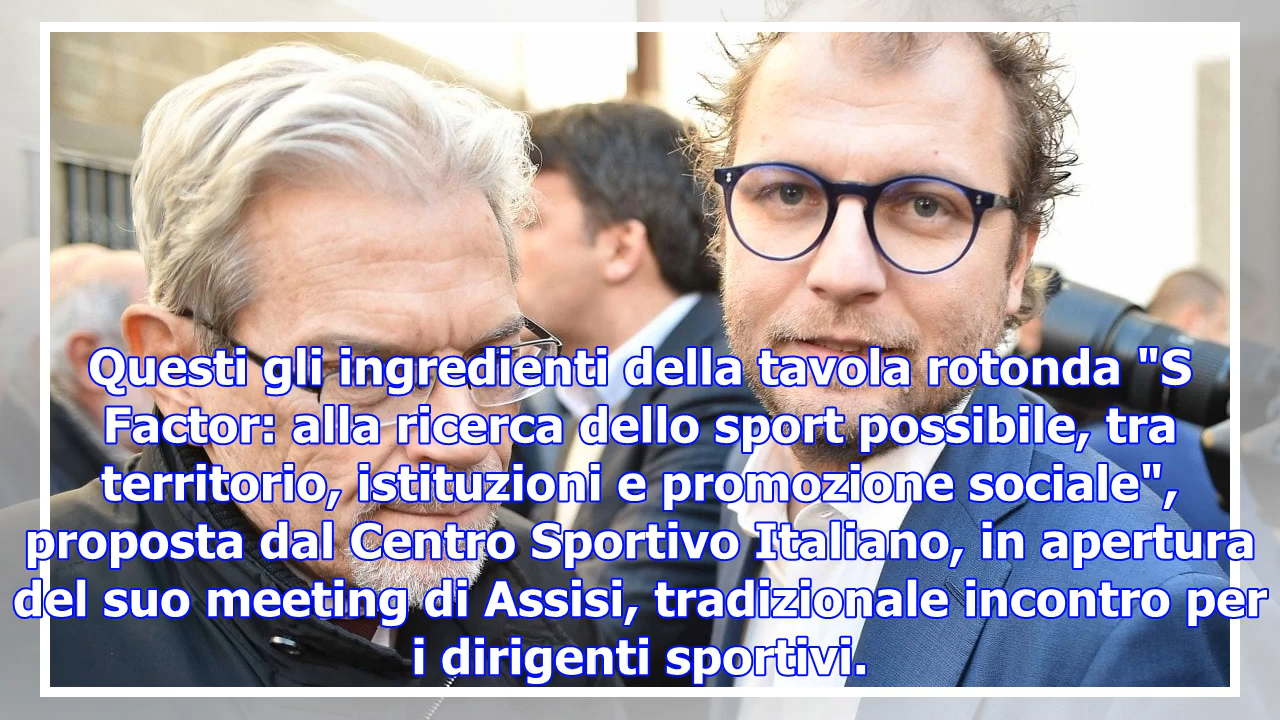 Questi gli ingredienti della tavola rotonda "S
Factor: alla ricerca dello sport possibile, tra
territorio, istituzioni e promozione sociale",
proposta dal Centro Sportivo Italiano, in apertura
del suo meeting di Assisi, tradizionale incontro per
i dirigenti sportivi.